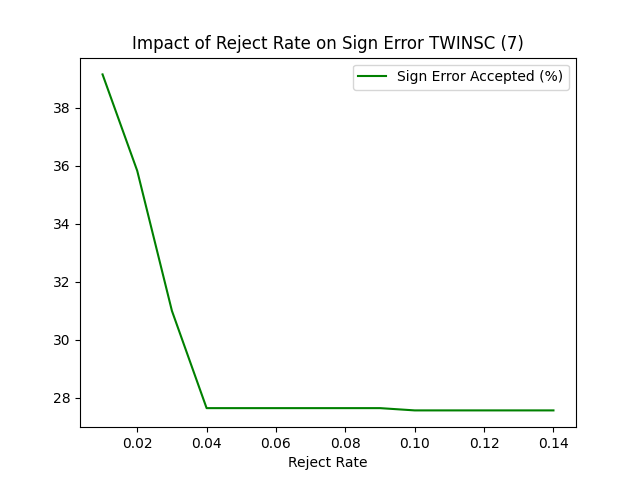 Impact of Reject Rate on Sign Error TWINSC (7)
Sign Error Accepted (%)
38
36
34
32
30
28
0.02 0.04 0.06 0.08 0.10 0.12 0.14
Reject Rate